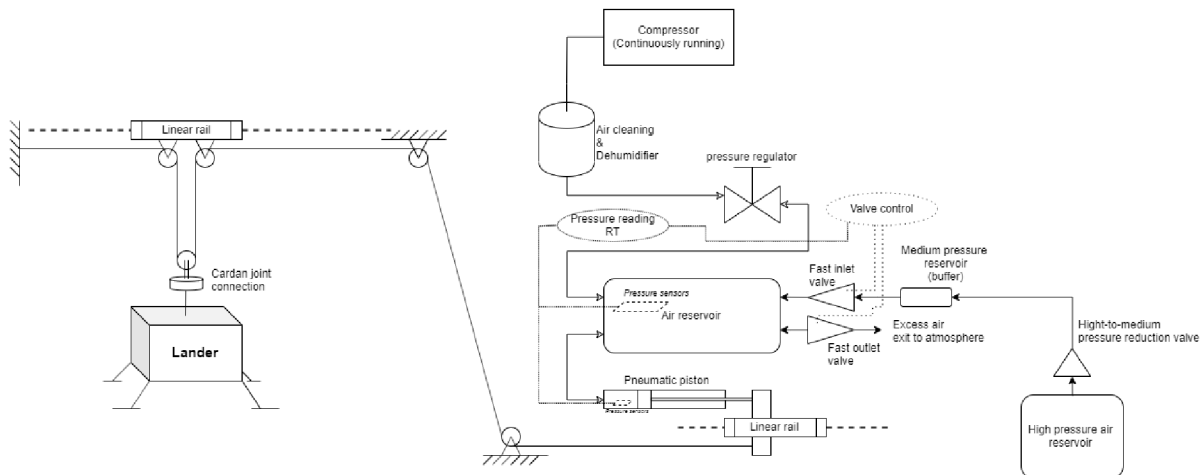 Compressor
(Continuously running)
Linear rail
Air cleaning
&
Dehumidifier
pressure regulator
Pressure reading
RT
Valve control
Medium pressure
reservoir
(buffer)
Fast inlet
valve
Cardan joint
connection
Pressure sensors
Air reservoir
Lander
Fast outlet
valve
Excess air
exit to atmosphere
Hight-to-medium
pressure reduction valve
Pneumatic piston
Pressure sensors
Linear rail
High pressure air
reservoir